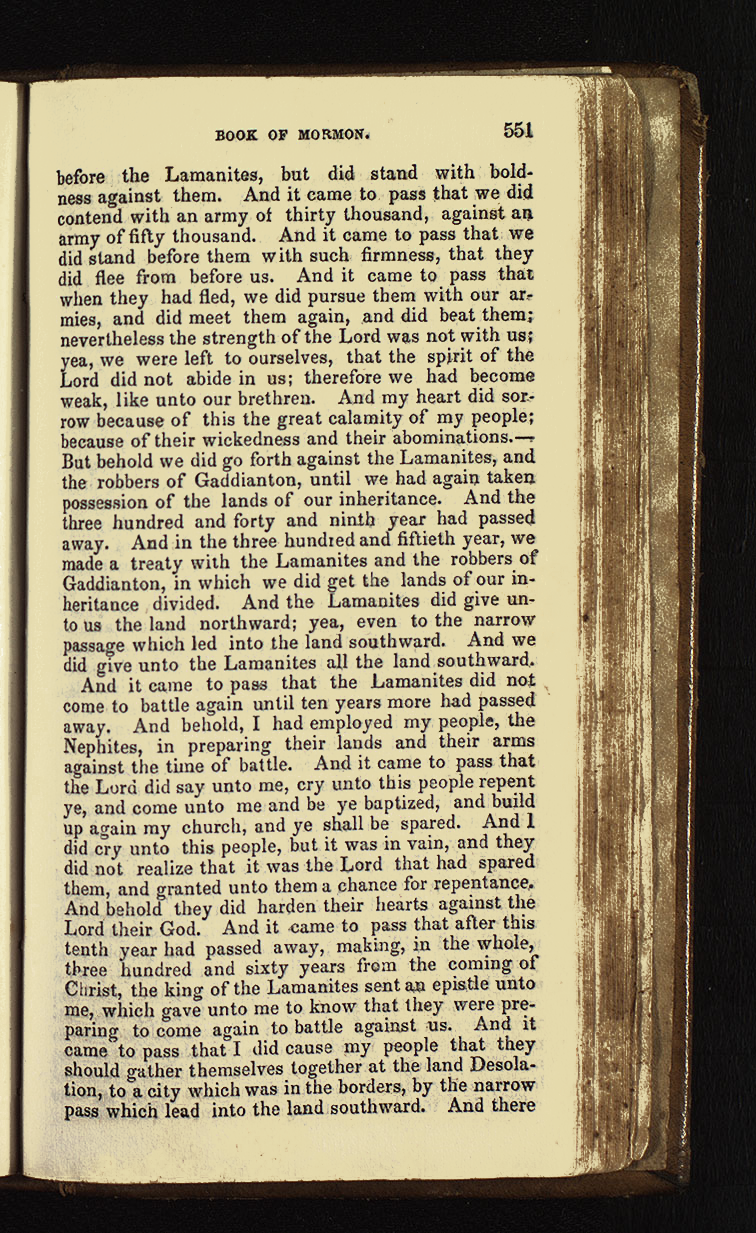 BOOK OF MORMON. 551
before the Lamanites, but did stand with bold-
ness against them. And it came to pass that we did
contend with an army of thirty thousand, against an
army of fifty thousand. And it came to pass that we
did stand before them with such firmness, that they
did flee from before us. And it came to pass that
when they had fled, we did pursue them with our ar-
mies, and did meet them again, and did beat them;
nevertheless the strength of the Lord was not with us;
yea, we were left to ourselves, that the spirit of the
Lord did not abide in us; therefore we had become
weak, like unto our brethren. And my heart did sor-
row because of this the great calamity of my people;
because of their wickedness and their abominations.—
But behold we did go forth against the Lamanites, and
the robbers of Gaddianton, until we had again taken
possession of the lands of our inheritance. And the
three hundred and forty and ninth year had passed
away. And in the three hundred and fiftieth year, we
made a treaty with the Lamanites and the robbers of
Gaddianton, in which we did get the lands of our in-
heritance divided. And the Lamanites did give un-
to us the land northward; yea, even to the narrow
passage which led into the land southward. And we
did give unto the Lamanites all the land southward.
And it came to pass that the Lamanites did not
come to battle again until ten years more had passed
away. And behold, I had employed my people, the
Nephites, in preparing their lands and their arms
against the time of battle. And it came to pass that
the Lord did say unto me, cry unto this people repent
ye, and come unto me and be ye baptized, and build
up again my church, and ye shall be spared. And I
did cry unto this people, but it was in vain, and they
did not realize that it was the Lord that had spared
them, and granted unto them a chance for repentance.
And behold they did harden their hearts against the
Lord their God. And it came to pass that after this
tenth year had passed away, making, in the whole,
three hundred and sixty years from the coming of
Christ, the king of the Lamanites sent an epistle unto
me, which gave unto me to know that they were pre-
paring to come again to battle against us. And it
came to pass that I did cause my people that they
should gather themselves together at the land Desola-
tion, to a city which was in the borders, by the narrow
pass which lead into the land southward. And there